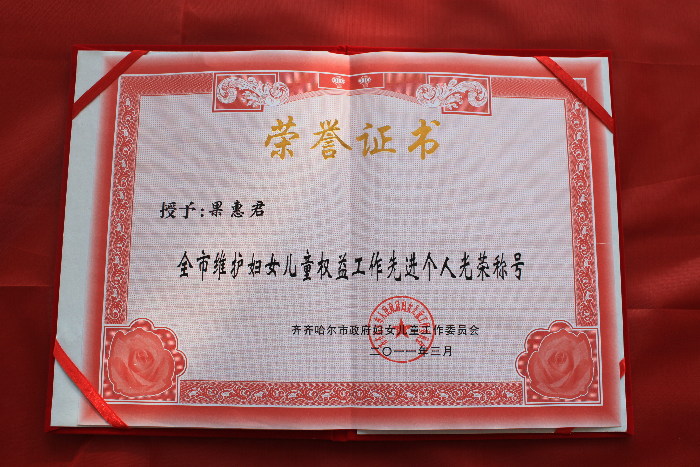 荣誉证书
授予：果惠君
全市维护妇女儿童权益工作先进个人光荣称号
齐齐哈尔市政府妇女儿童工作委员会
二〇一一年三月